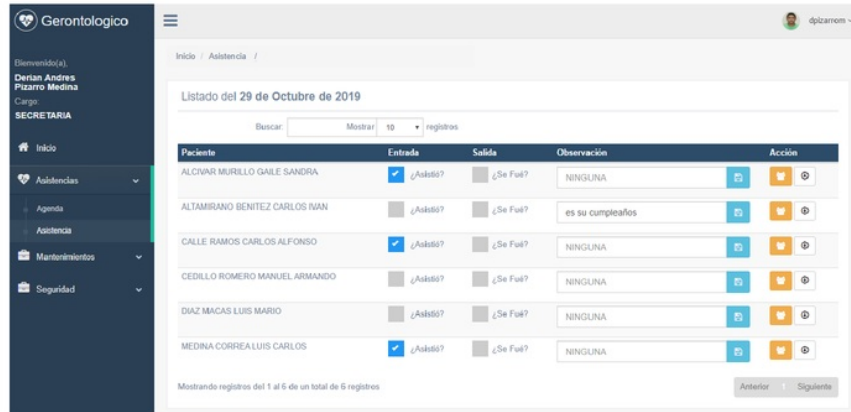 Gerontologico
dpizarrom
Bienvenido(a),
Derian Andres
Pizarro Medina
Cargo:
SECRETARIA
Inicio
Asistencias
Agenda
Asistencia
Mantenimientos
Seguridad
Inicio / Asistencia /
Listado del 29 de Octubre de 2019
Buscar: Mostrar 10 registros
Paciente Entrada Salida Observación Acción
ALCIVAR MURILLO GAILE SANDRA ¿Asistió? ¿Se Fué? NINGUNA
ALTAMIRANO BENITEZ CARLOS IVAN ¿Asistió? ¿Se Fué? es su cumpleaños
CALLE RAMOS CARLOS ALFONSO ¿Asistió? ¿Se Fué? NINGUNA
CEDILLO ROMERO MANUEL ARMANDO ¿Asistió? ¿Se Fué? NINGUNA
DIAZ MACAS LUIS MARIO ¿Asistió? ¿Se Fué? NINGUNA
MEDINA CORREA LUIS CARLOS ¿Asistió? ¿Se Fué? NINGUNA
Mostrando registros del 1 al 6 de un total de 6 registros
Anterior 1 Siguiente